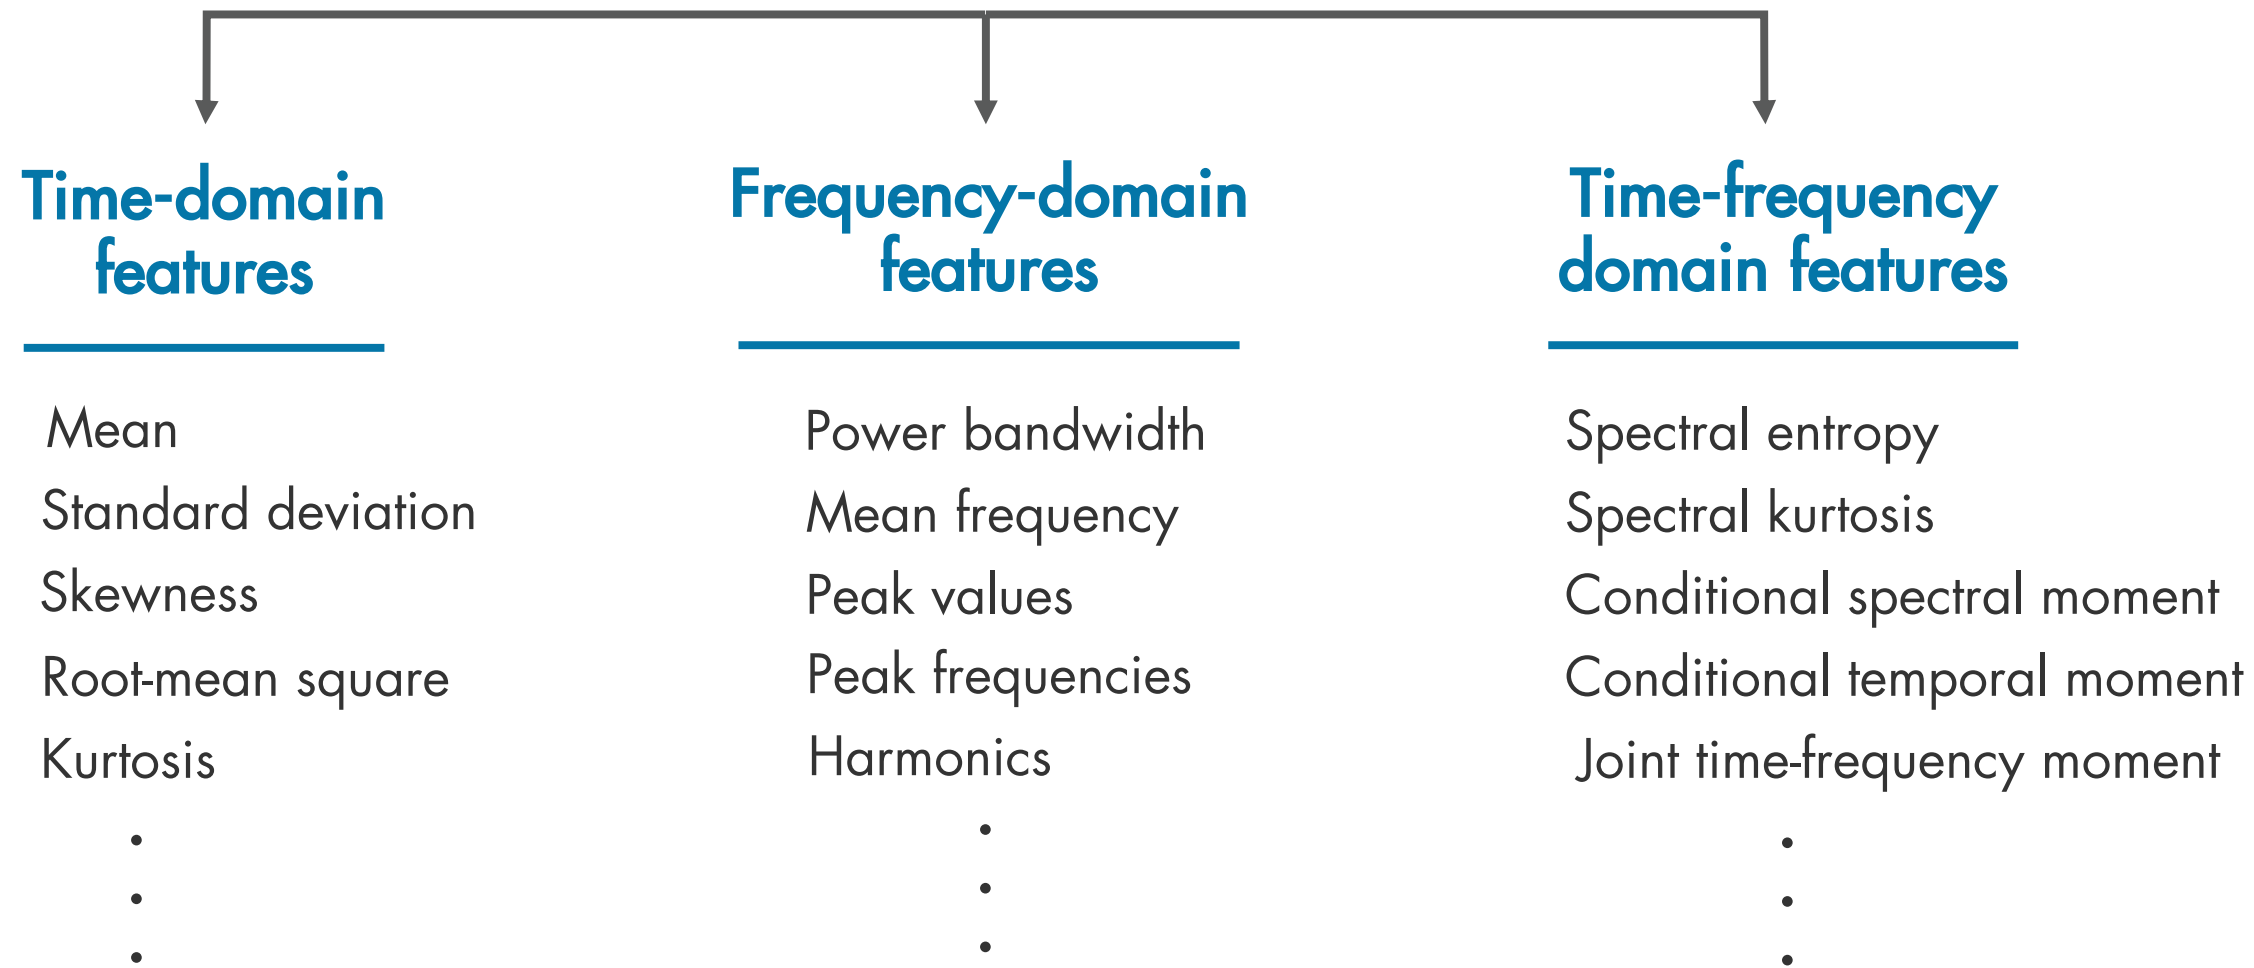 Time-domain
features
Mean
Standard deviation
Skewness
Root-mean square
Kurtosis
Frequency-domain
features
Power bandwidth
Mean frequency
Peak values
Peak frequencies
Harmonics
Time-frequency
domain features
Spectral entropy
Spectral kurtosis
Conditional spectral moment
Conditional temporal moment
Joint time-frequency moment